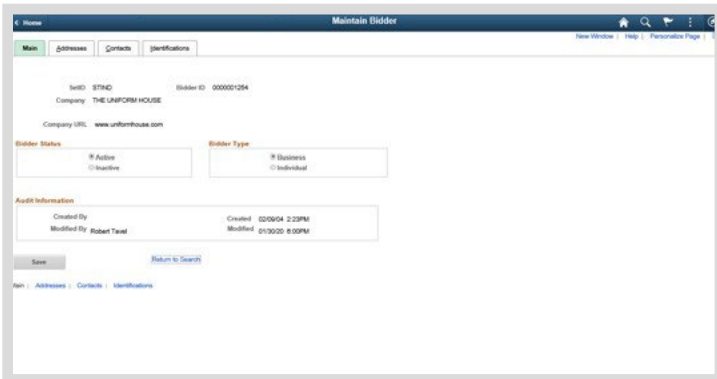 < Home Maintain Bidder
New Window | Help | Personalize Page |
Main Addresses Contacts Identifications
SetID STIND Bidder ID 0000001254
Company THE UNIFORM HOUSE
Company URL www.uniformhouse.com
Bidder Status Bidder Type
Active Business
Inactive Individual
Audit Information
Created By Created 02/09/04 2:23PM
Modified By Robert Tavel Modified 01/30/20 6:00PM
Save Return to Search
Main | Addresses | Contacts | Identifications